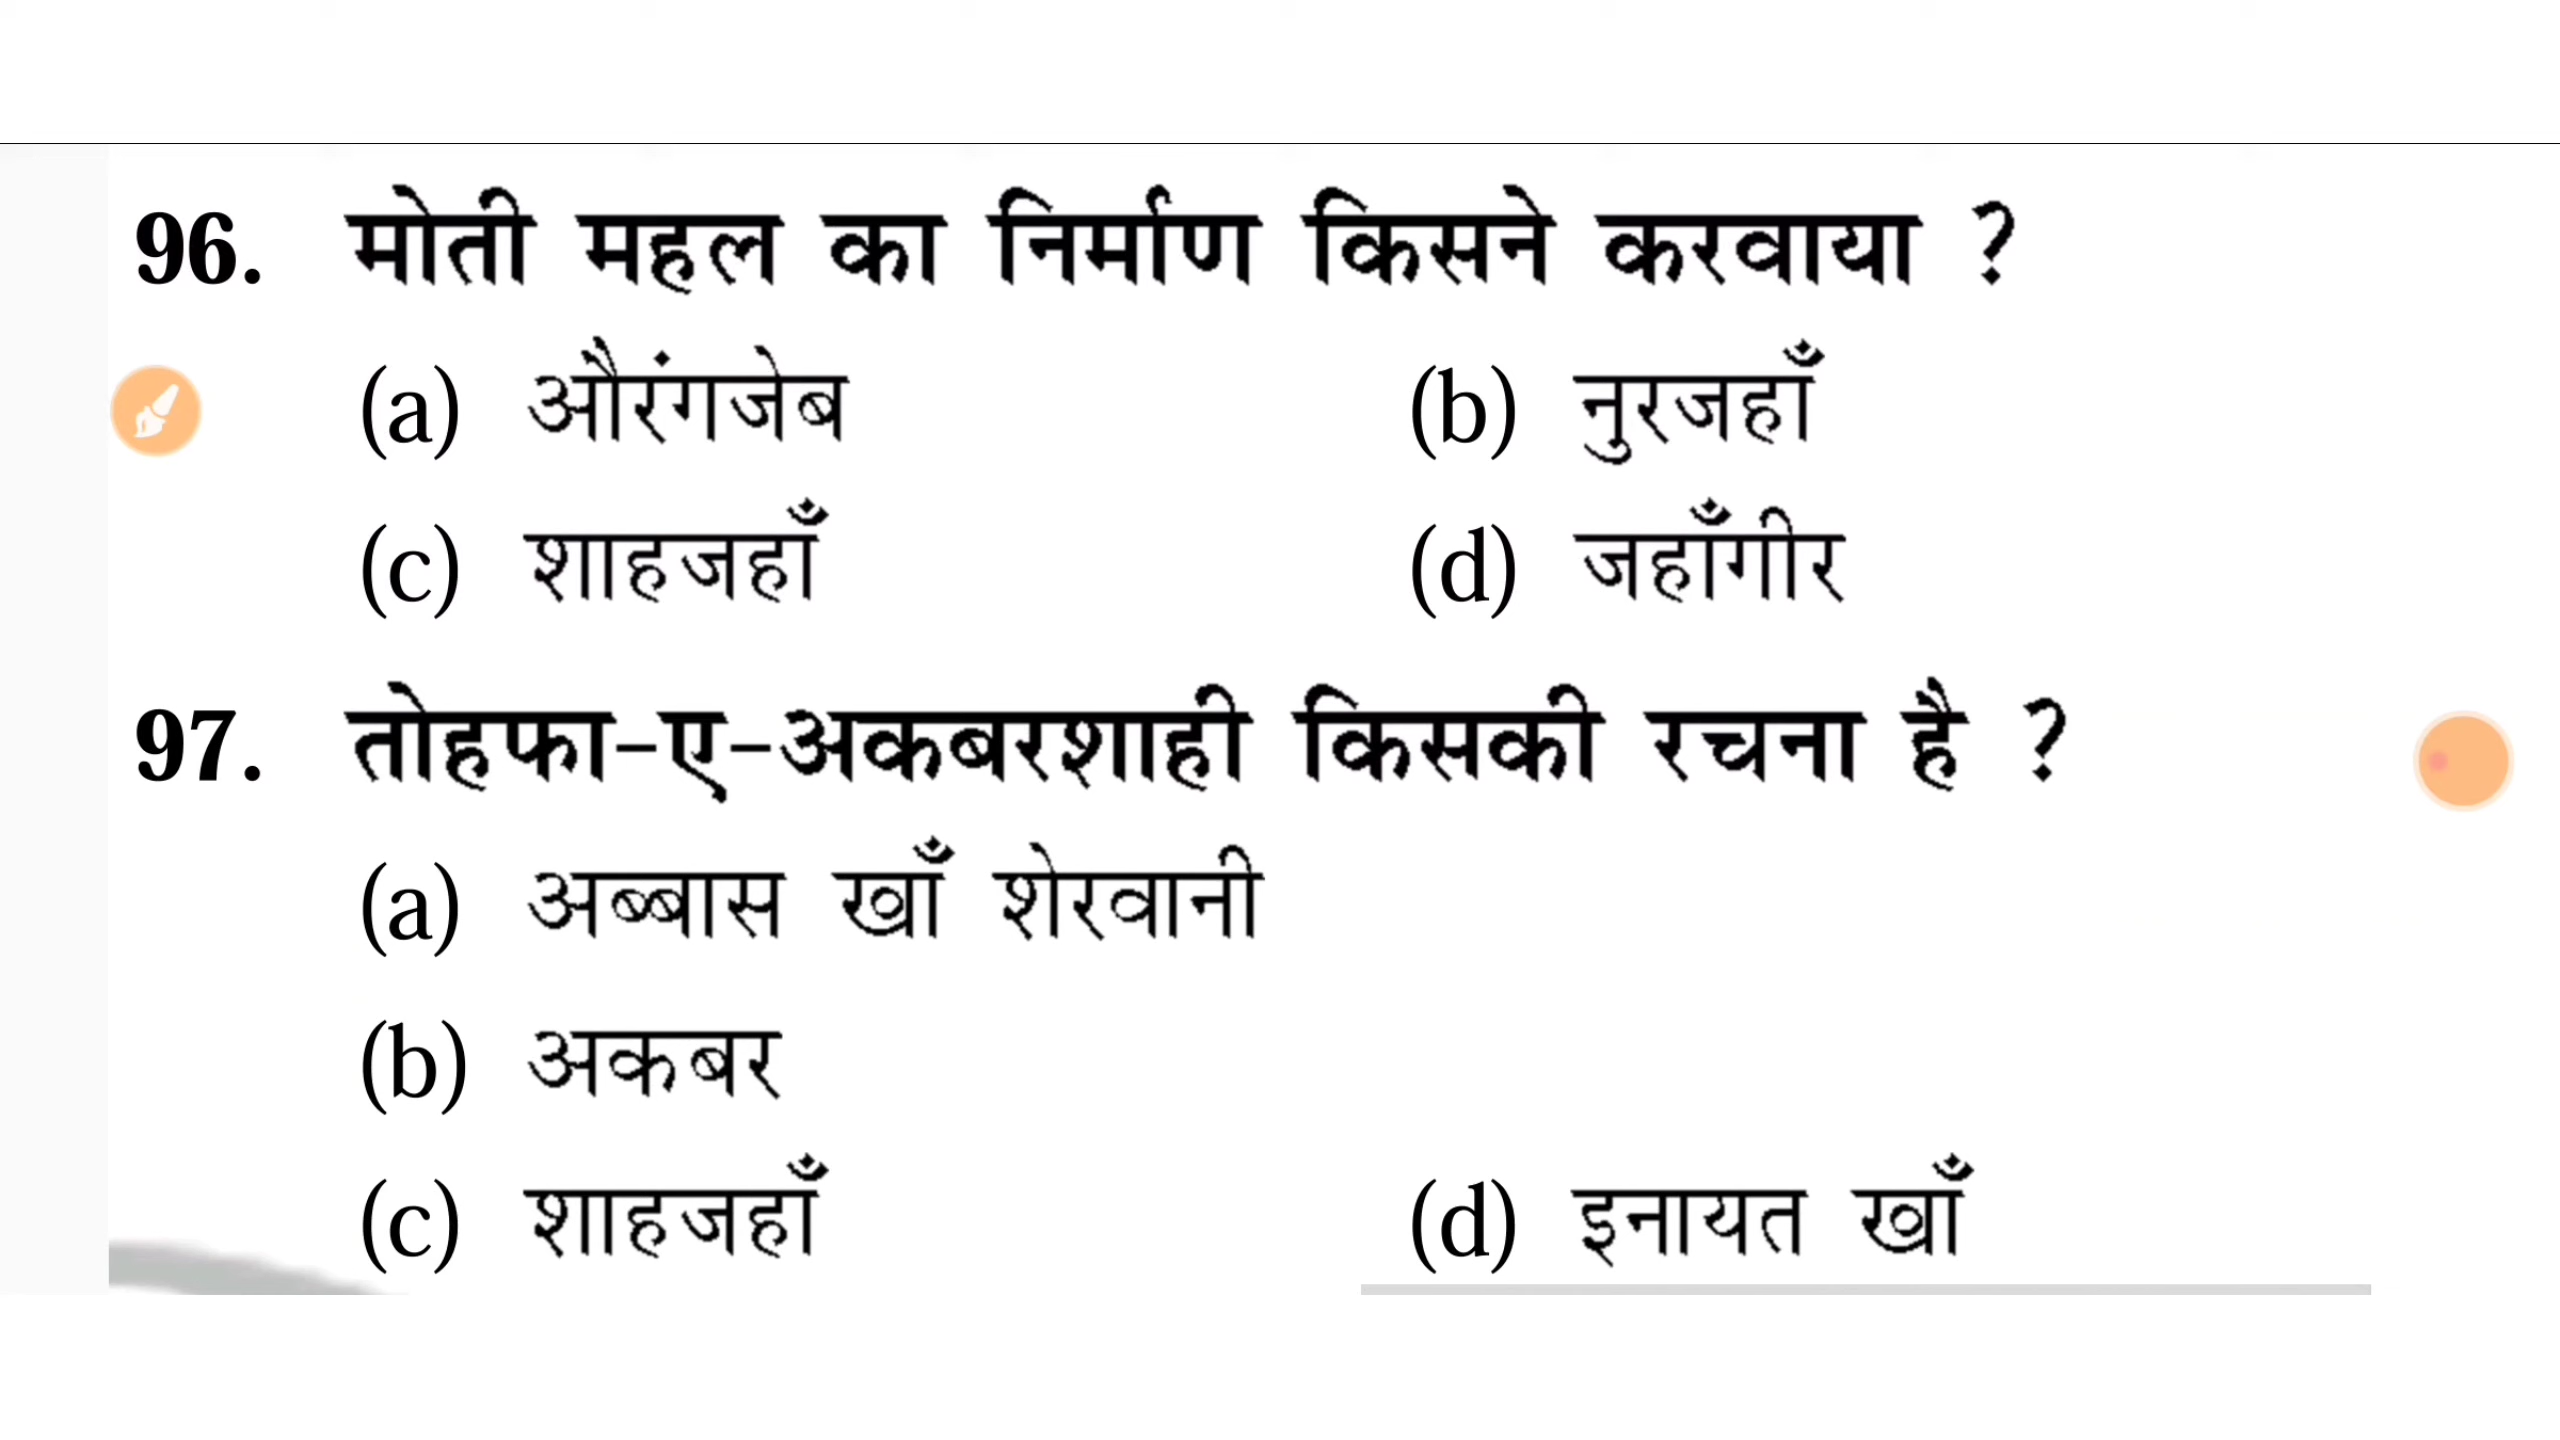 96. मोती महल का निर्माण किसने करवाया ?
(a) औरंगजेब (b) नुरजहाँ
(c) शाहजहाँ (d) जहाँगीर
97. तोहफा-ए-अकबरशाही किसकी रचना है ?
(a) अब्बास खाँ शेरवानी
(b) अकबर
(c) शाहजहाँ (d) इनायत खाँ